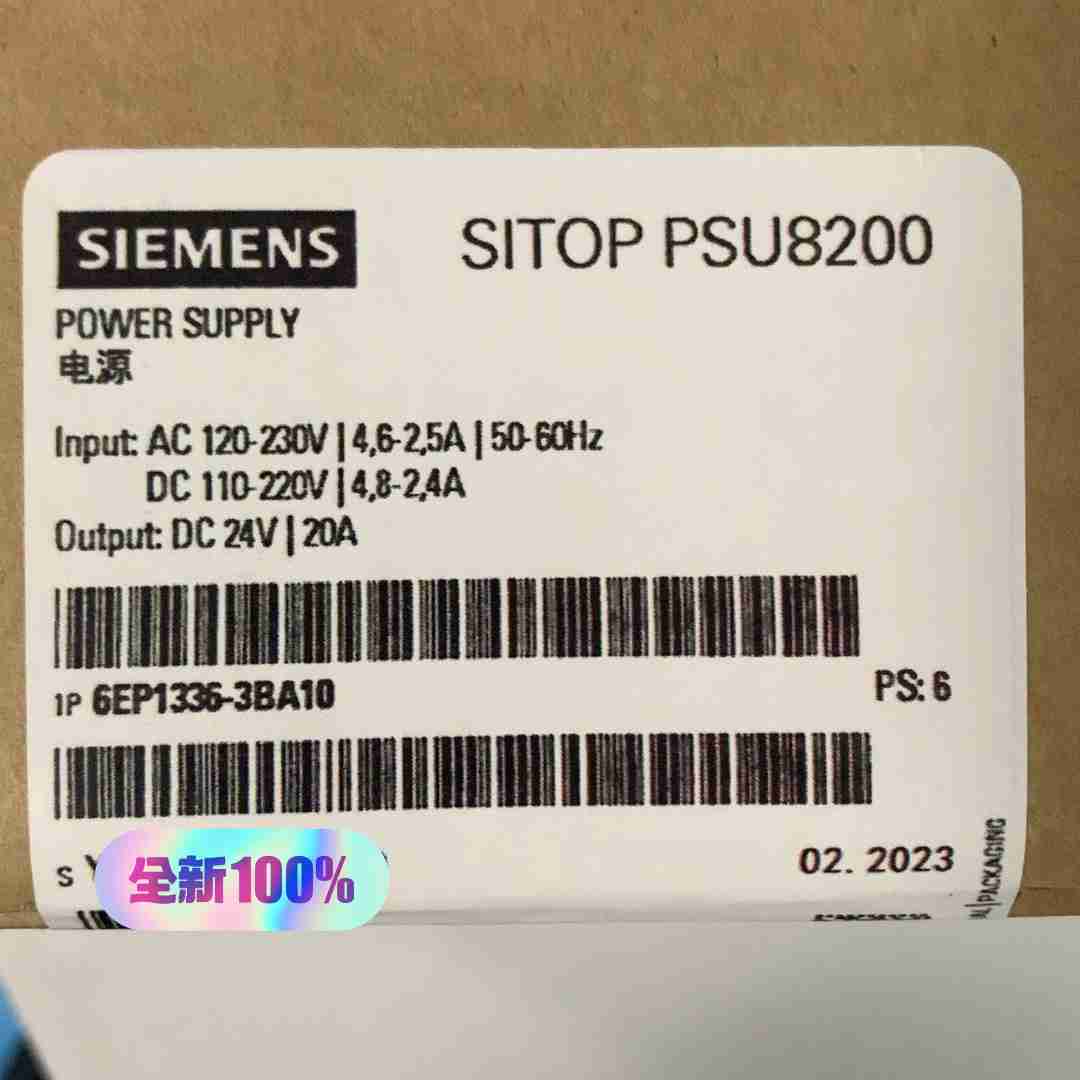 SIEMENS
SITOP PSU8200
POWER SUPPLY
电源
Input: AC 120-230V | 4,6-2,5A | 50-60Hz
DC 110-220V | 4,8-2,4A
Output: DC 24V | 20A
1P 6EP1336-3BA10
PS: 6
S
全新100%
02. 2023
PACKAGING